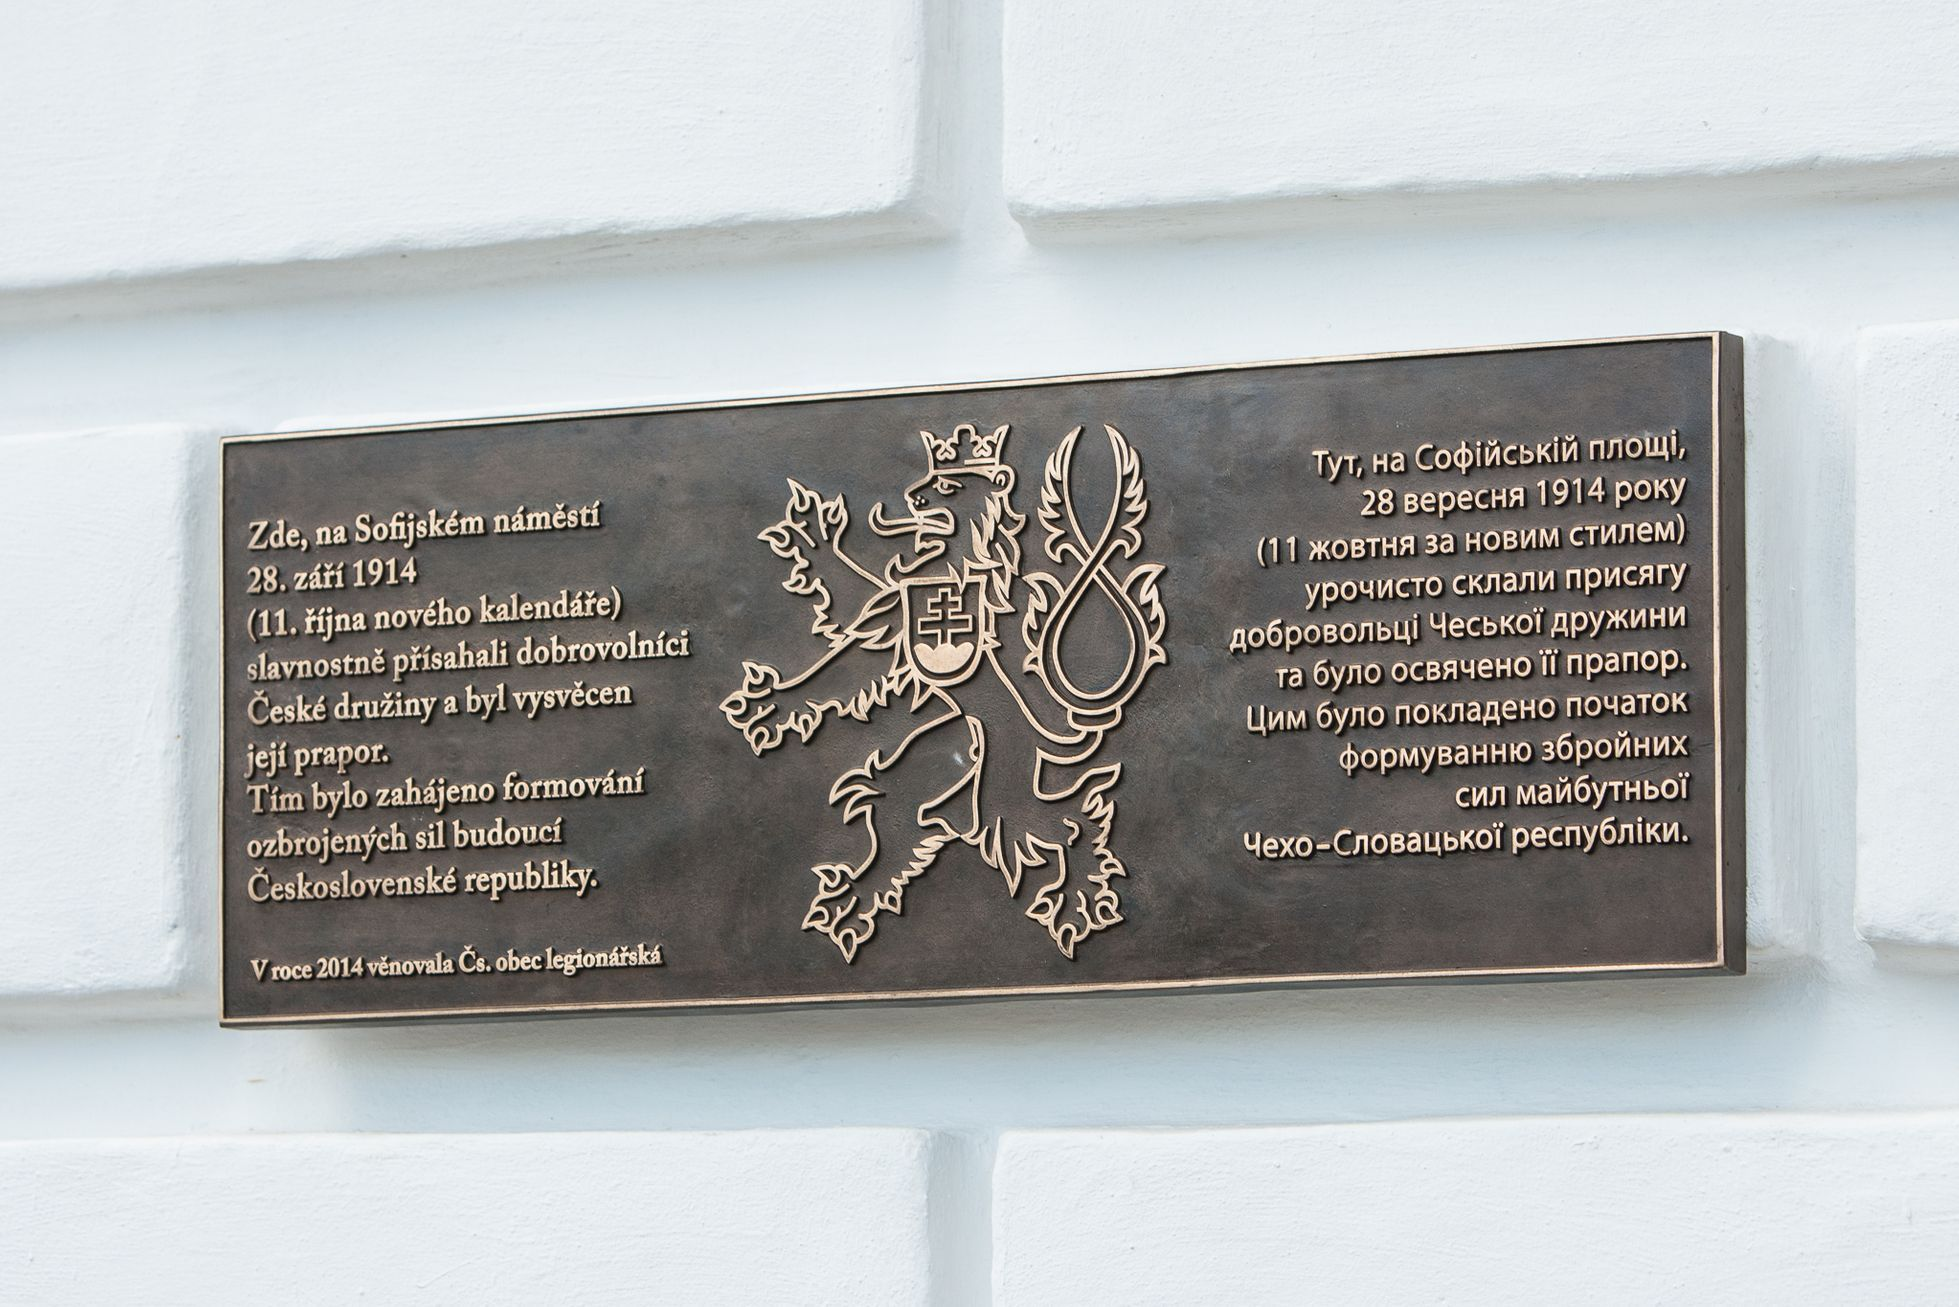 Zde, na Sofijském náměstí
28. září 1914
(11. října nového kalendáře)
slavnostně přísahali dobrovolníci
České družiny a byl vysvěcen
její prapor.
Tím bylo zahájeno formování
ozbrojených sil budoucí
Československé republiky.
V roce 2014 věnovala Čs. obec legionářská
Тут, на Софійській площі,
28 вересня 1914 року
(11 жовтня за новим стилем)
урочисто склали присягу
добровольці Чеської дружини
та було освячено її прапор.
Цим було покладено початок
формуванню збройних
сил майбутньої
Чехо-Словацької республіки.